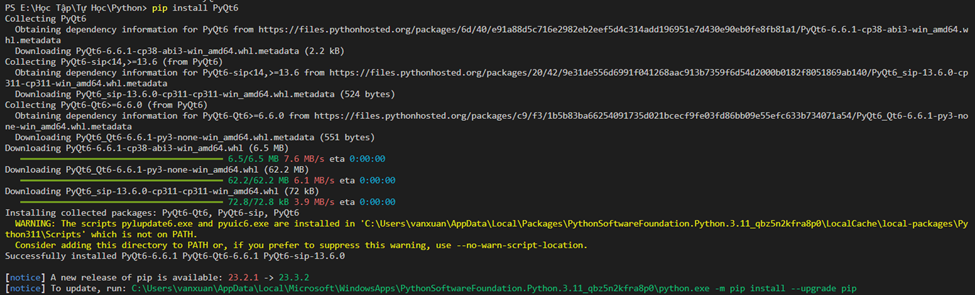 PS E:\Học Tập\Tự Học\Python> pip install PyQt6
Collecting PyQt6
  Obtaining dependency information for PyQt6 from https://files.pythonhosted.org/packages/6d/40/e91a88d5c716e2982eb2eef5d4c314add196951e7d430e90eb0fe8fb81a1/PyQt6-6.6.1-cp38-abi3-win_amd64.w
hl.metadata
  Downloading PyQt6-6.6.1-cp38-abi3-win_amd64.whl.metadata (2.2 kB)
Collecting PyQt6-sip<14,>=13.6 (from PyQt6)
  Obtaining dependency information for PyQt6-sip<14,>=13.6 from https://files.pythonhosted.org/packages/20/42/9e31de556d6991f041268aac913b7359f6d54d2000b0182f8051869ab140/PyQt6_sip-13.6.0-cp
311-cp311-win_amd64.whl.metadata
  Downloading PyQt6_sip-13.6.0-cp311-cp311-win_amd64.whl.metadata (524 bytes)
Collecting PyQt6-Qt6>=6.6.0 (from PyQt6)
  Obtaining dependency information for PyQt6-Qt6>=6.6.0 from https://files.pythonhosted.org/packages/c9/f3/1b5b83ba66254091735d021bcecf9fe03fd86bb09e55efc633b734071a54/PyQt6_Qt6-6.6.1-py3-no
ne-win_amd64.whl.metadata
  Downloading PyQt6_Qt6-6.6.1-py3-none-win_amd64.whl.metadata (551 bytes)
Downloading PyQt6-6.6.1-cp38-abi3-win_amd64.whl (6.5 MB)
6.5/6.5 MB 7.6 MB/s eta 0:00:00
Downloading PyQt6_Qt6-6.6.1-py3-none-win_amd64.whl (62.2 MB)
62.2/62.2 MB 6.1 MB/s eta 0:00:00
Downloading PyQt6_sip-13.6.0-cp311-cp311-win_amd64.whl (72 kB)
72.8/72.8 kB 3.9 MB/s eta 0:00:00
Installing collected packages: PyQt6-Qt6, PyQt6-sip, PyQt6
  WARNING: The scripts pylupdate6.exe and pyuic6.exe are installed in 'C:\Users\vanxuan\AppData\Local\Packages\PythonSoftwareFoundation.Python.3.11_qbz5n2kfra8p0\LocalCache\local-packages\Py
thon311\Scripts' which is not on PATH.
  Consider adding this directory to PATH or, if you prefer to suppress this warning, use --no-warn-script-location.
Successfully installed PyQt6-6.6.1 PyQt6-Qt6-6.6.1 PyQt6-sip-13.6.0
[notice] A new release of pip is available: 23.2.1 -> 23.3.2
[notice] To update, run: C:\Users\vanxuan\AppData\Local\Microsoft\WindowsApps\PythonSoftwareFoundation.Python.3.11_qbz5n2kfra8p0\python.exe -m pip install --upgrade pip